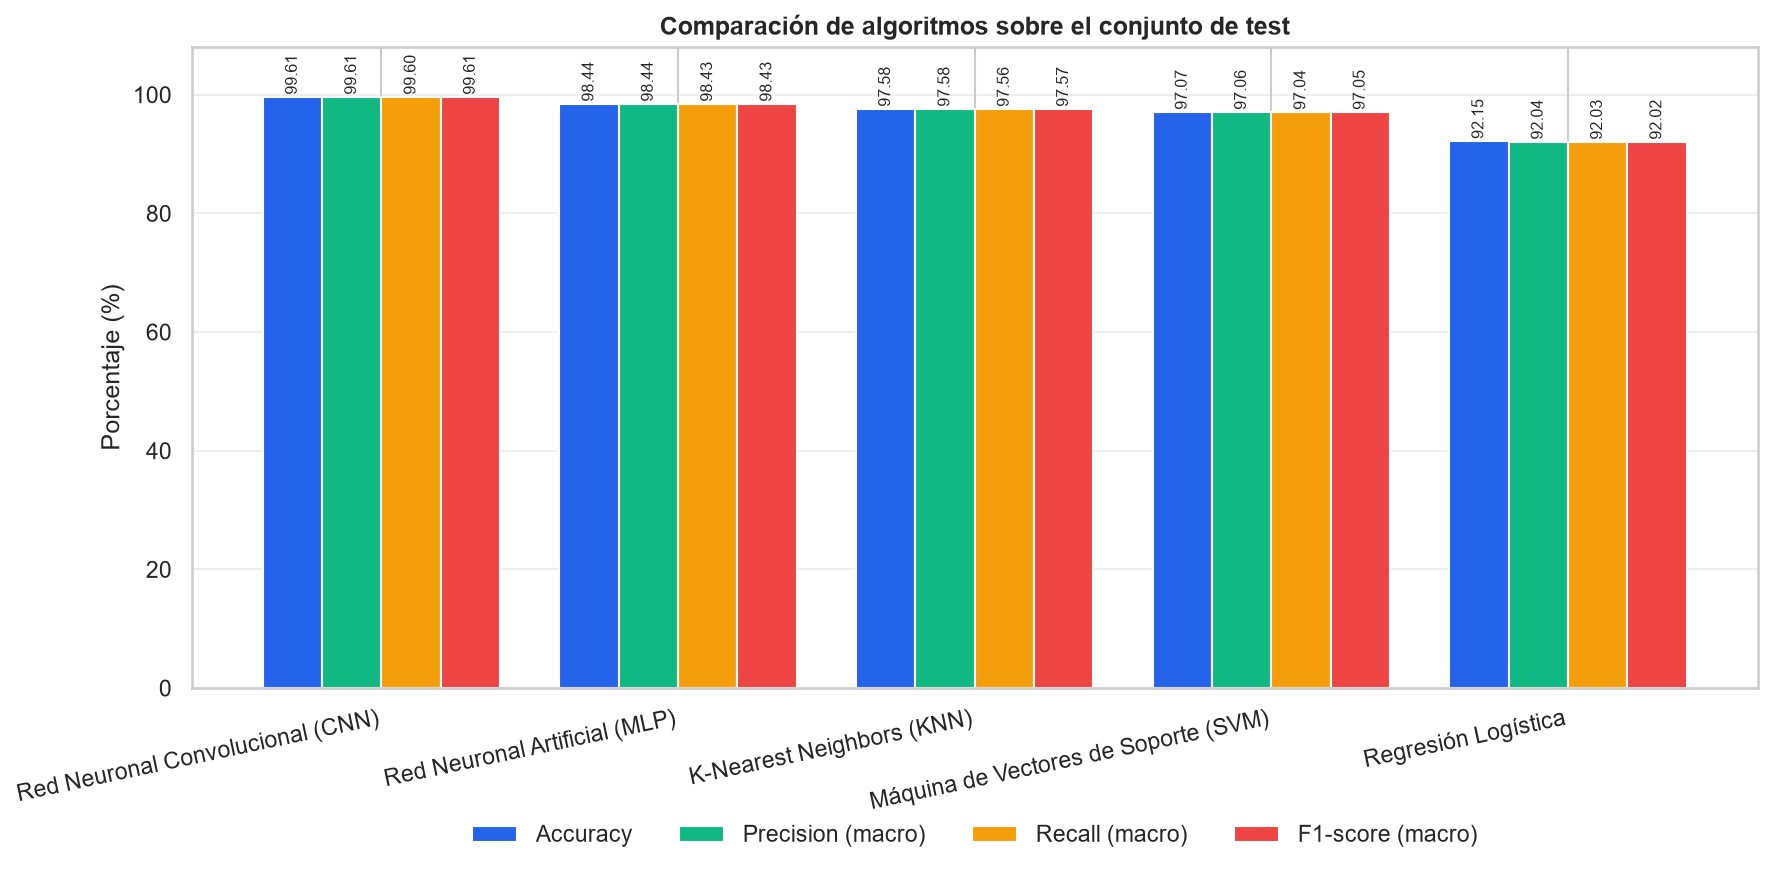 Comparación de algoritmos sobre el conjunto de test
Porcentaje (%)
100
80
60
40
20
0
99.61 99.61 99.60 99.61
98.44 98.44 98.43 98.43
97.58 97.58 97.56 97.57
97.07 97.06 97.04 97.05
92.15 92.04 92.03 92.02
Red Neuronal Convolucional (CNN)
Red Neuronal Artificial (MLP)
K-Nearest Neighbors (KNN)
Máquina de Vectores de Soporte (SVM)
Regresión Logística
Accuracy Precision (macro) Recall (macro) F1-score (macro)